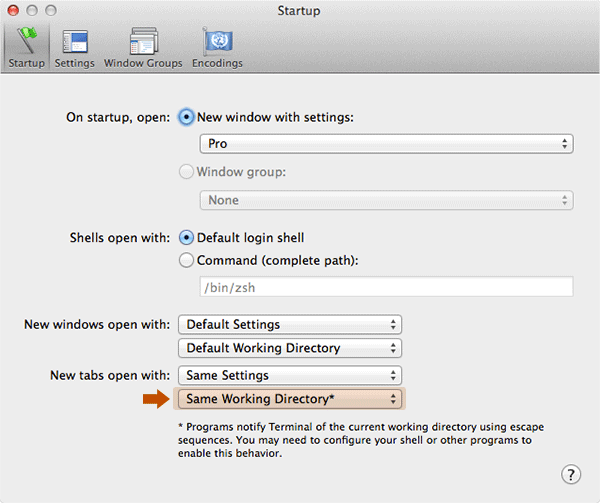 Startup
Startup Settings Window Groups Encodings
On startup, open: New window with settings:
Pro
Window group:
None
Shells open with: Default login shell
Command (complete path):
/bin/zsh
New windows open with: Default Settings
Default Working Directory
New tabs open with: Same Settings
Same Working Directory*
* Programs notify Terminal of the current working directory using escape
sequences. You may need to configure your shell or other programs to
enable this behavior.
?